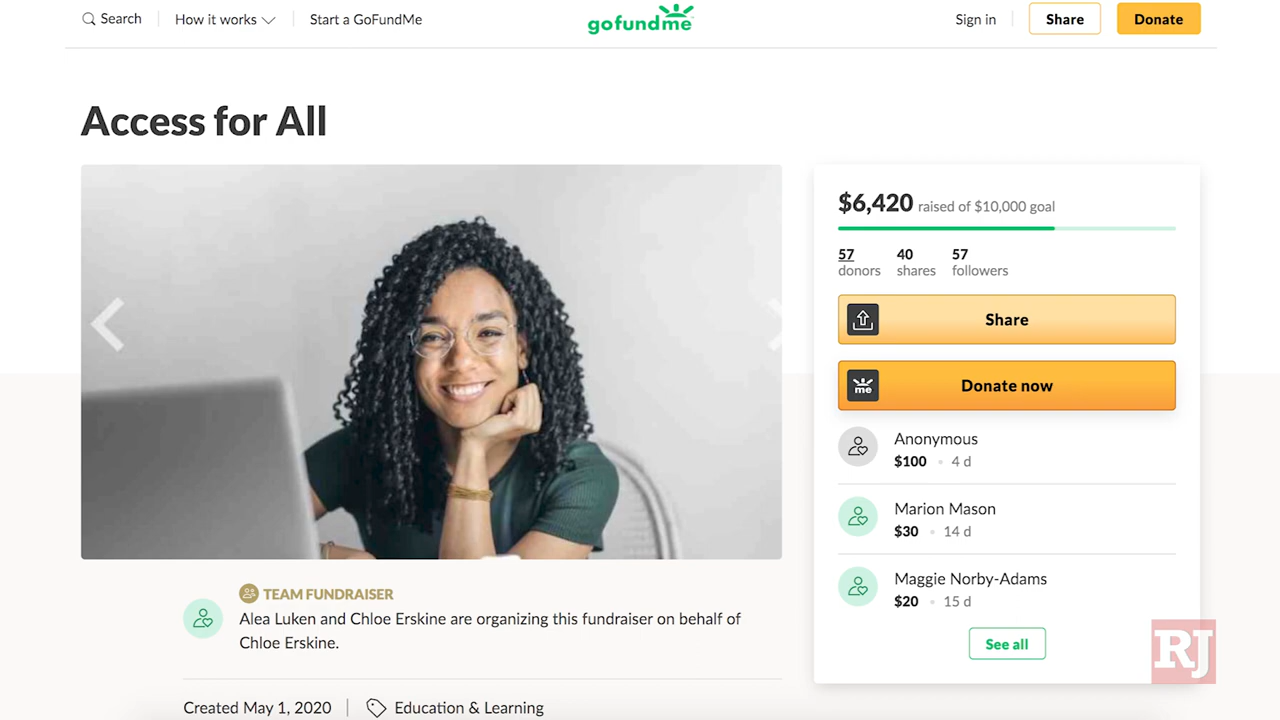 Search
How it works
Start a GoFundMe
gofundme
Sign in
Share
Donate
Access for All
$6,420 raised of $10,000 goal
57 donors
40 shares
57 followers
Share
me
Donate now
Anonymous
$100 • 4 d
Marion Mason
$30 • 14 d
Maggie Norby-Adams
$20 • 15 d
See all
TEAM FUNDRAISER
Alea Luken and Chloe Erskine are organizing this fundraiser on behalf of
Chloe Erskine.
Created May 1, 2020
Education & Learning
RJ